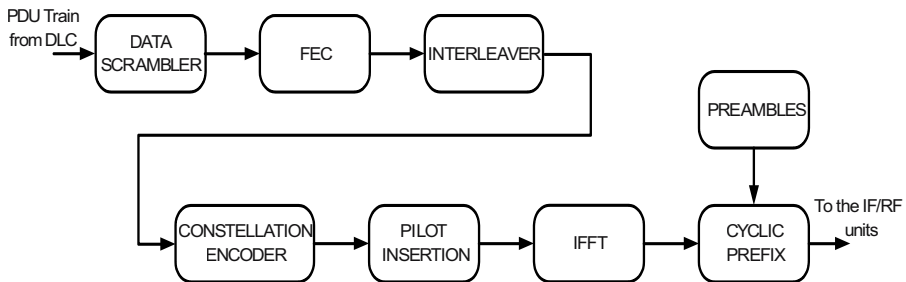 PDU Train
from DLC
DATA
SCRAMBLER
FEC
INTERLEAVER
PREAMBLES
CONSTELLATION
ENCODER
PILOT
INSERTION
IFFT
CYCLIC
PREFIX
To the IF/RF
units